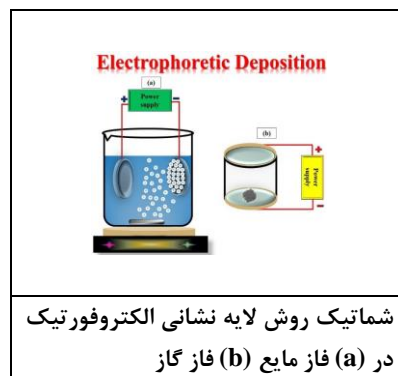 Electrophoretic Deposition
(a)
+
Power
supply
−
(b)
+
Power
supply
−
شماتیک روش لایه نشانی الکتروفورتیک
در (a) فاز مایع (b) فاز گاز